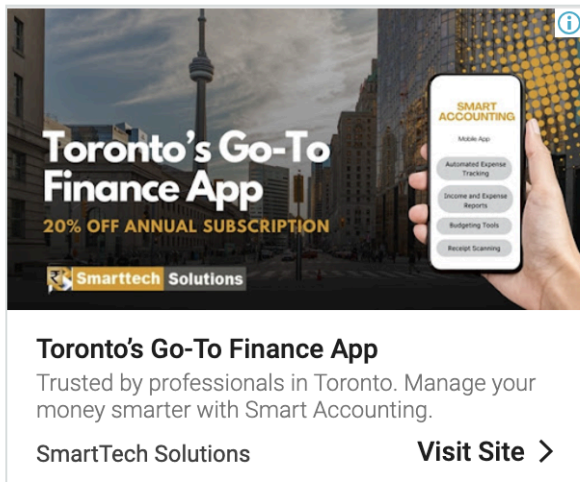 Toronto's Go-To
Finance App
20% OFF ANNUAL SUBSCRIPTION
Smarttech Solutions
SMART
ACCOUNTING
Mobile App
Automated Expense
Tracking
Income and Expense
Reports
Budgeting Tools
Receipt Scanning
Toronto's Go-To Finance App
Trusted by professionals in Toronto. Manage your
money smarter with Smart Accounting.
SmartTech Solutions
Visit Site